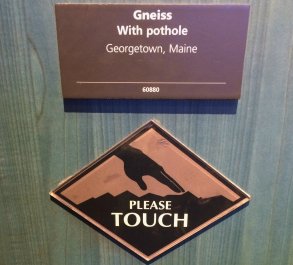 Gneiss
With pothole
Georgetown, Maine
60880
PLEASE
TOUCH